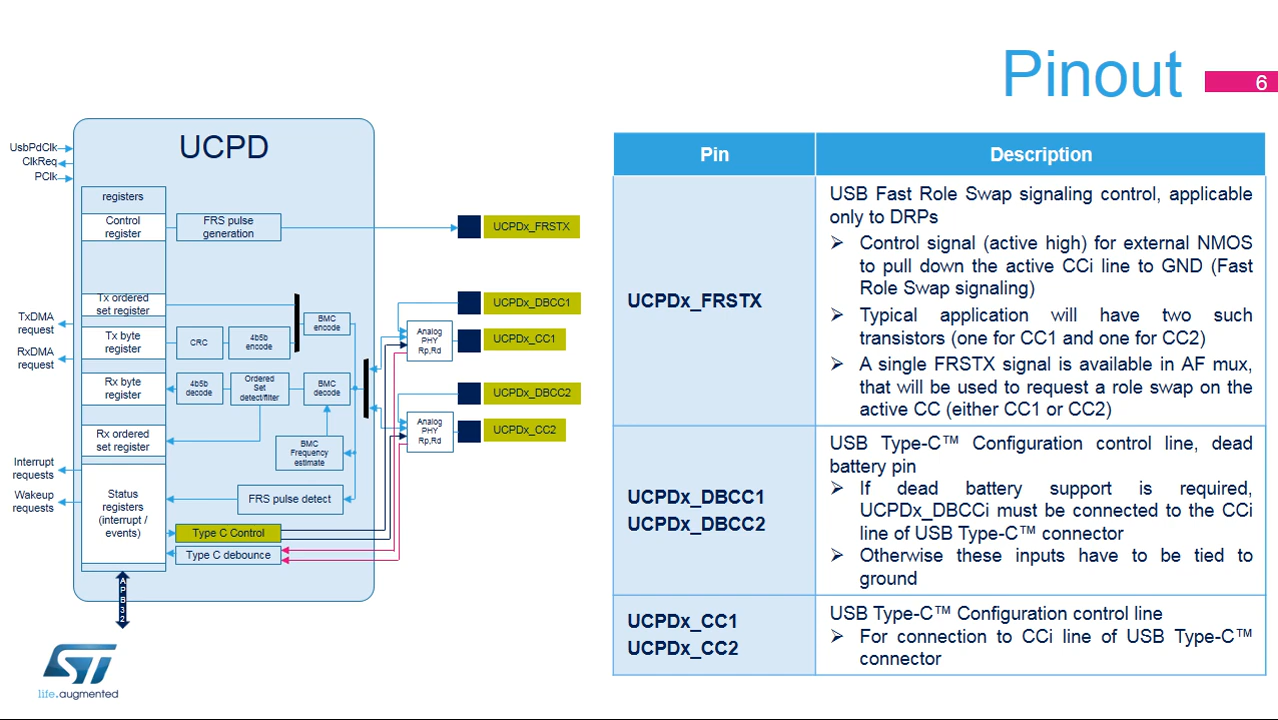 Pinout
6
UCPD
UsbPdClk
ClkReq
PClk
registers
Control
register
FRS pulse
generation
UCPDx_FRSTX
Tx ordered
set register
TxDMA
request
Tx byte
register
CRC
4b5b
encode
BMC
encode
UCPDx_DBCC1
Analog
PHY
Rp,Rd
UCPDx_CC1
RxDMA
request
Rx byte
register
4b5b
decode
Ordered
Set
detect/filter
BMC
decode
UCPDx_DBCC2
Analog
PHY
Rp,Rd
UCPDx_CC2
Rx ordered
set register
BMC
Frequency
estimate
Interrupt
requests
Wakeup
requests
Status
registers
(interrupt /
events)
FRS pulse detect
Type C Control
Type C debounce
APB32
ST
life.augmented
Pin
Description
UCPDx_FRSTX
USB Fast Role Swap signaling control, applicable
only to DRPs
➢ Control signal (active high) for external NMOS
to pull down the active CCi line to GND (Fast
Role Swap signaling)
➢ Typical application will have two such
transistors (one for CC1 and one for CC2)
➢ A single FRSTX signal is available in AF mux,
that will be used to request a role swap on the
active CC (either CC1 or CC2)
UCPDx_DBCC1
UCPDx_DBCC2
USB Type-C™ Configuration control line, dead
battery pin
➢ If dead battery support is required,
UCPDx_DBCCi must be connected to the CCi
line of USB Type-C™ connector
➢ Otherwise these inputs have to be tied to
ground
UCPDx_CC1
UCPDx_CC2
USB Type-C™ Configuration control line
➢ For connection to CCi line of USB Type-C™
connector